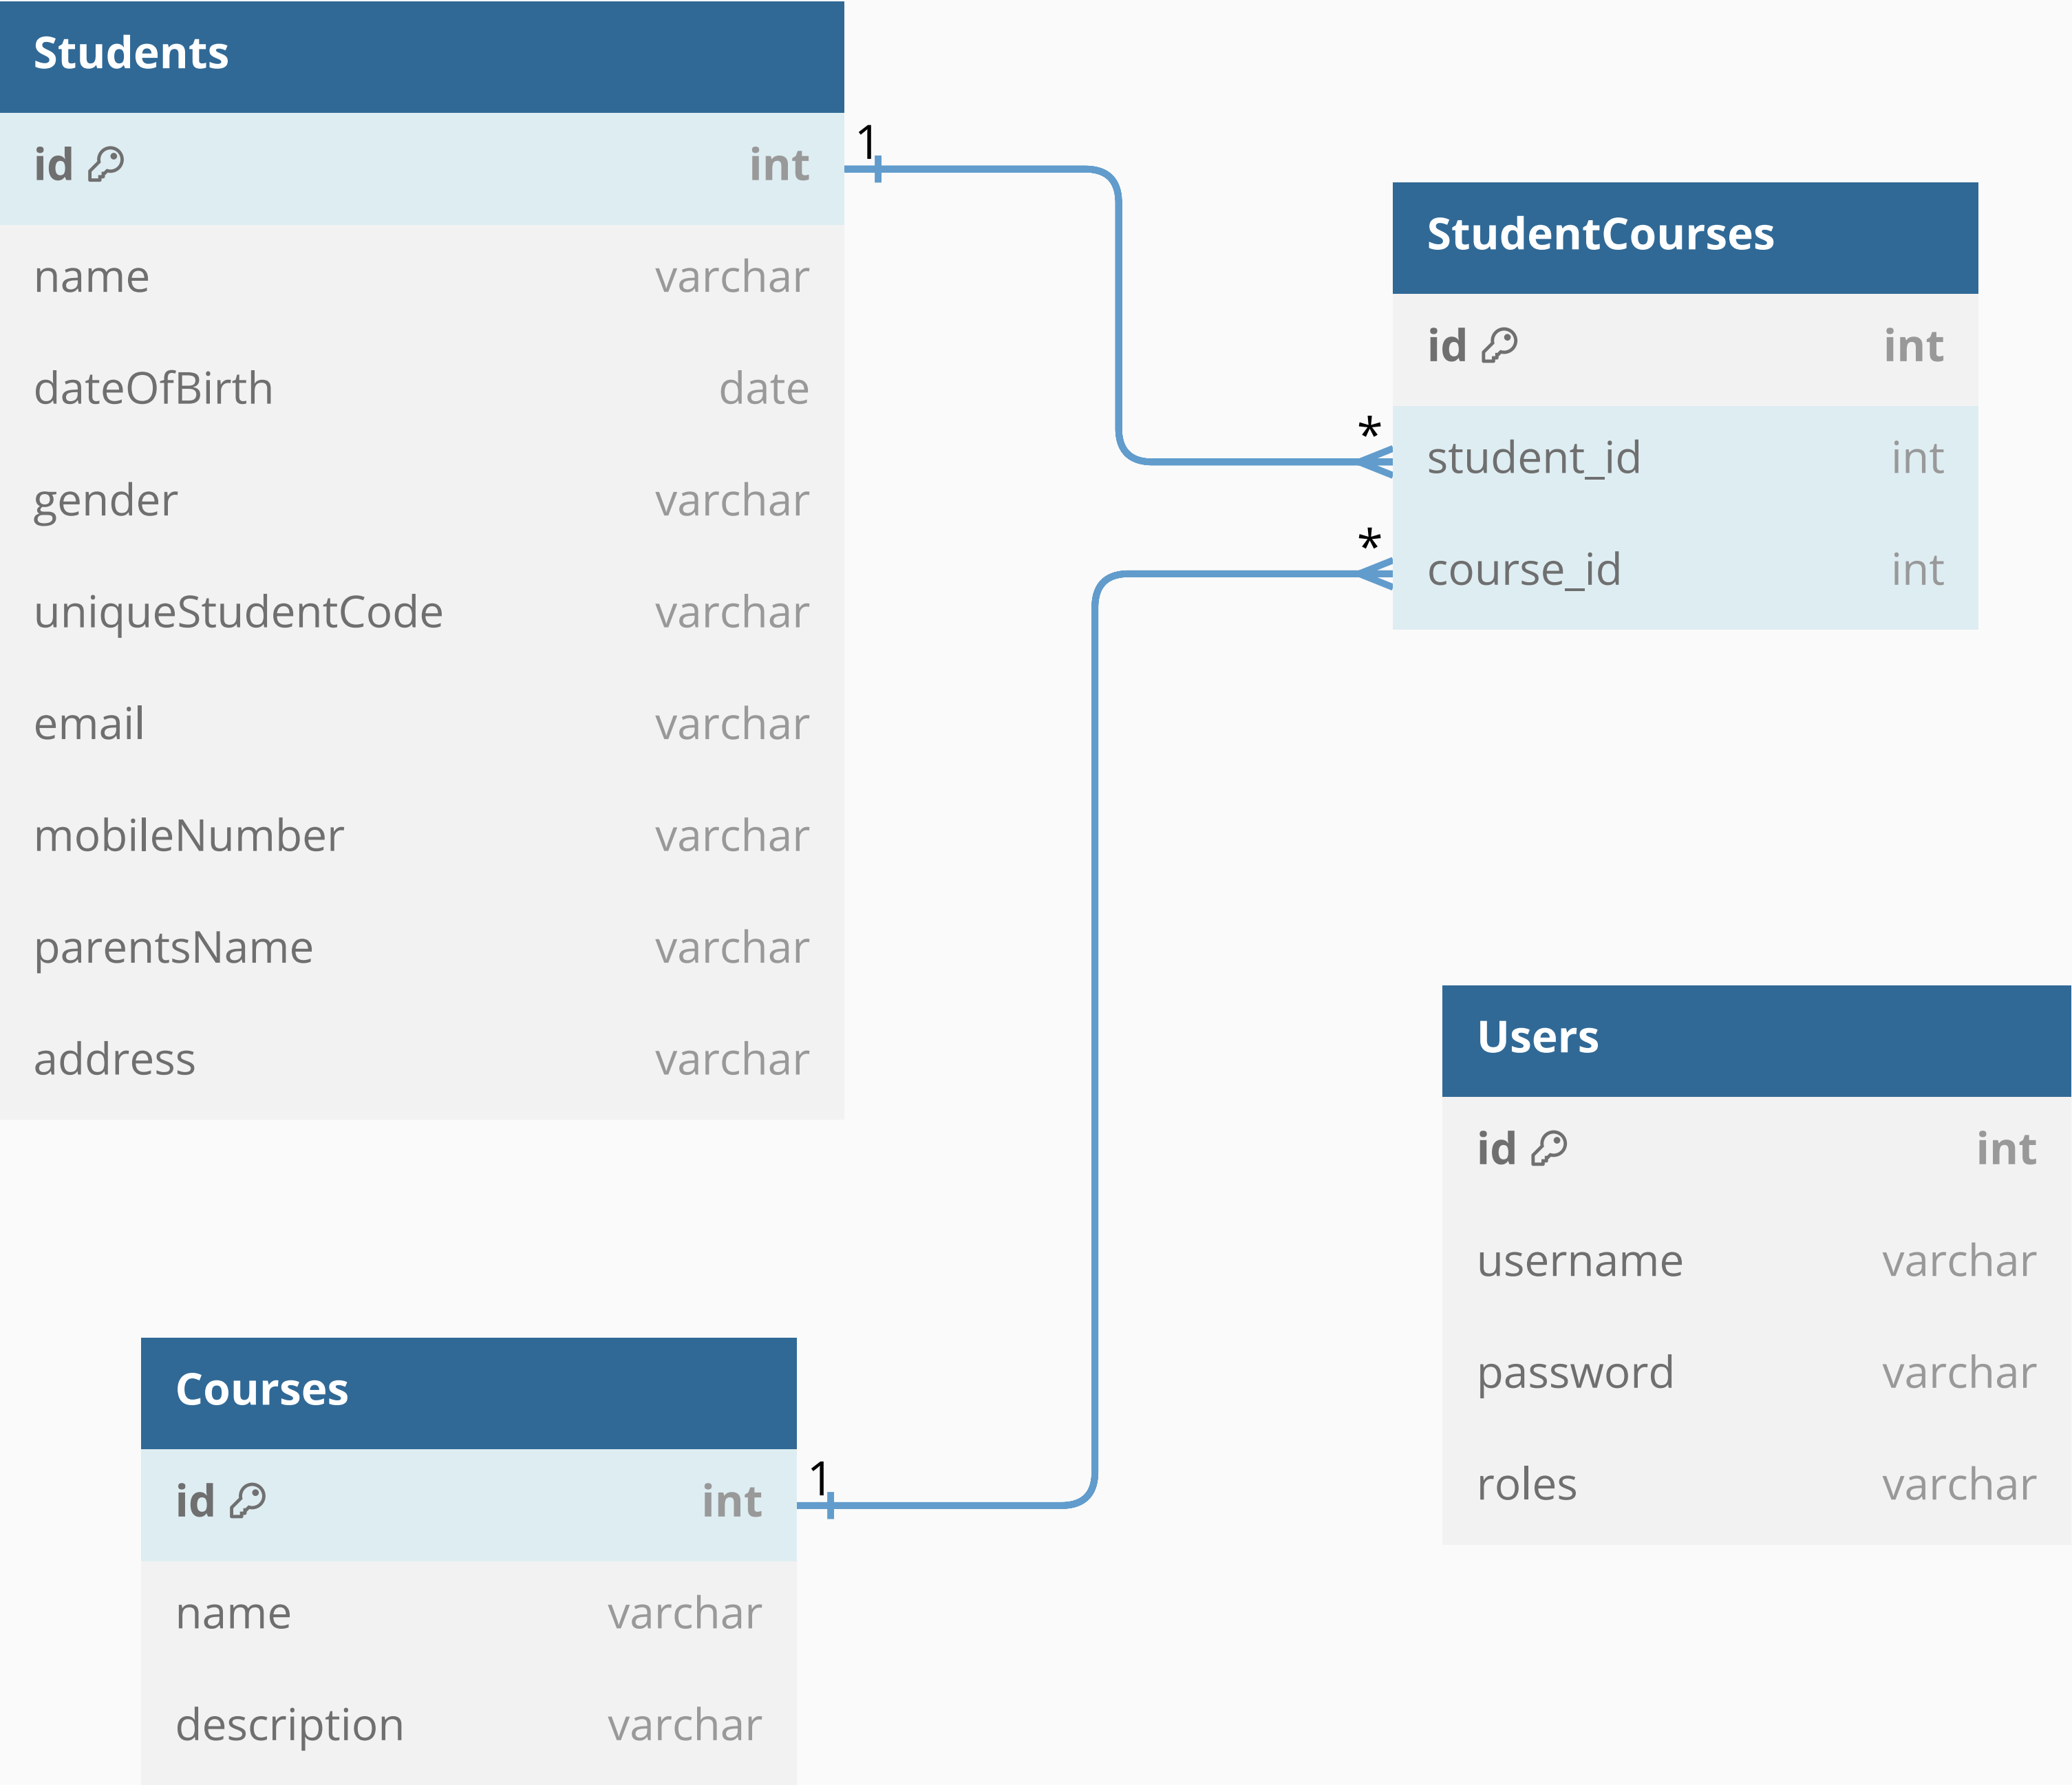 Students
id int
1
name varchar
dateOfBirth date
gender varchar
uniqueStudentCode varchar
email varchar
mobileNumber varchar
parentsName varchar
address varchar
StudentCourses
id int
*
student_id int
*
course_id int
Users
id int
username varchar
password varchar
roles varchar
Courses
id int
1
name varchar
description varchar